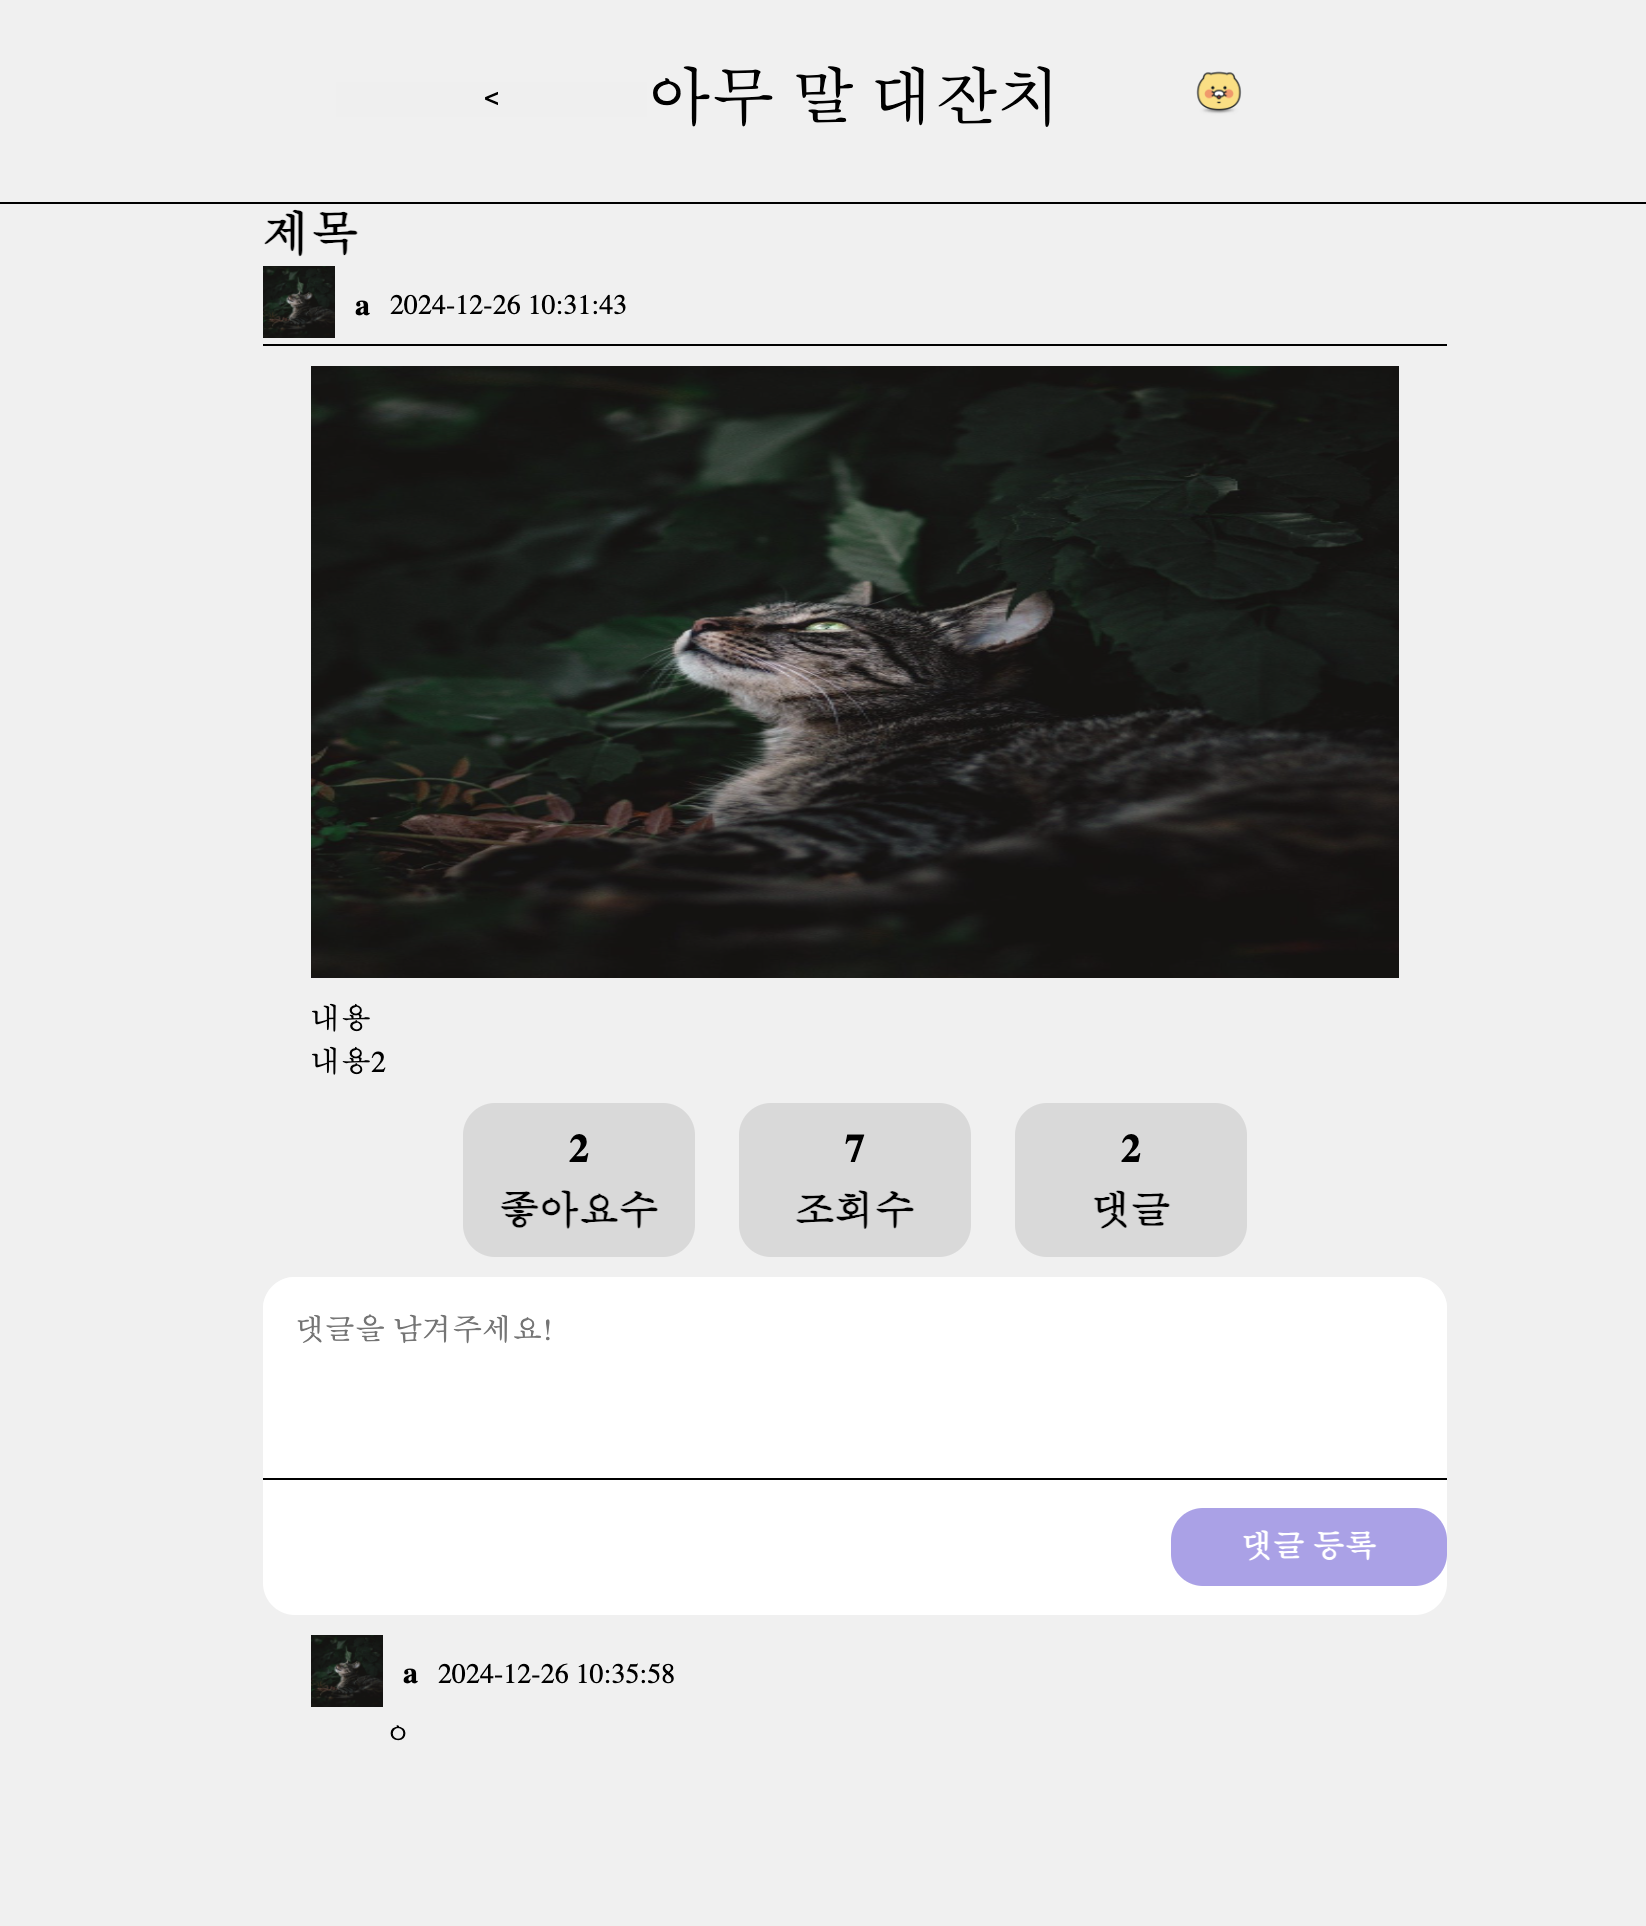 < 아무 말 대잔치
제목
a 2024-12-26 10:31:43
내용
내용2
2 7 2
좋아요수 조회수 댓글
댓글을 남겨주세요!
댓글 등록
a 2024-12-26 10:35:58
ㅇ